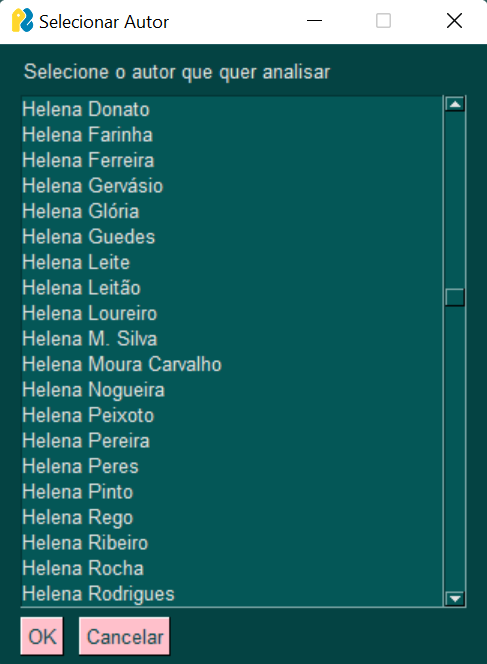 Selecionar Autor
Selecione o autor que quer analisar
Helena Donato
Helena Farinha
Helena Ferreira
Helena Gervásio
Helena Glória
Helena Guedes
Helena Leite
Helena Leitão
Helena Loureiro
Helena M. Silva
Helena Moura Carvalho
Helena Nogueira
Helena Peixoto
Helena Pereira
Helena Peres
Helena Pinto
Helena Rego
Helena Ribeiro
Helena Rocha
Helena Rodrigues
OK Cancelar